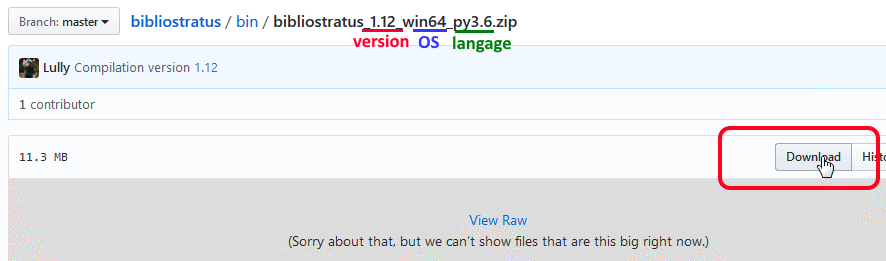 Branch: master bibliostratus / bin / bibliostratus_1.12_win64_py3.6.zip
version OS langage
Lully Compilation version 1.12
1 contributor
11.3 MB Download
View Raw
(Sorry about that, but we can't show files that are this big right now.)